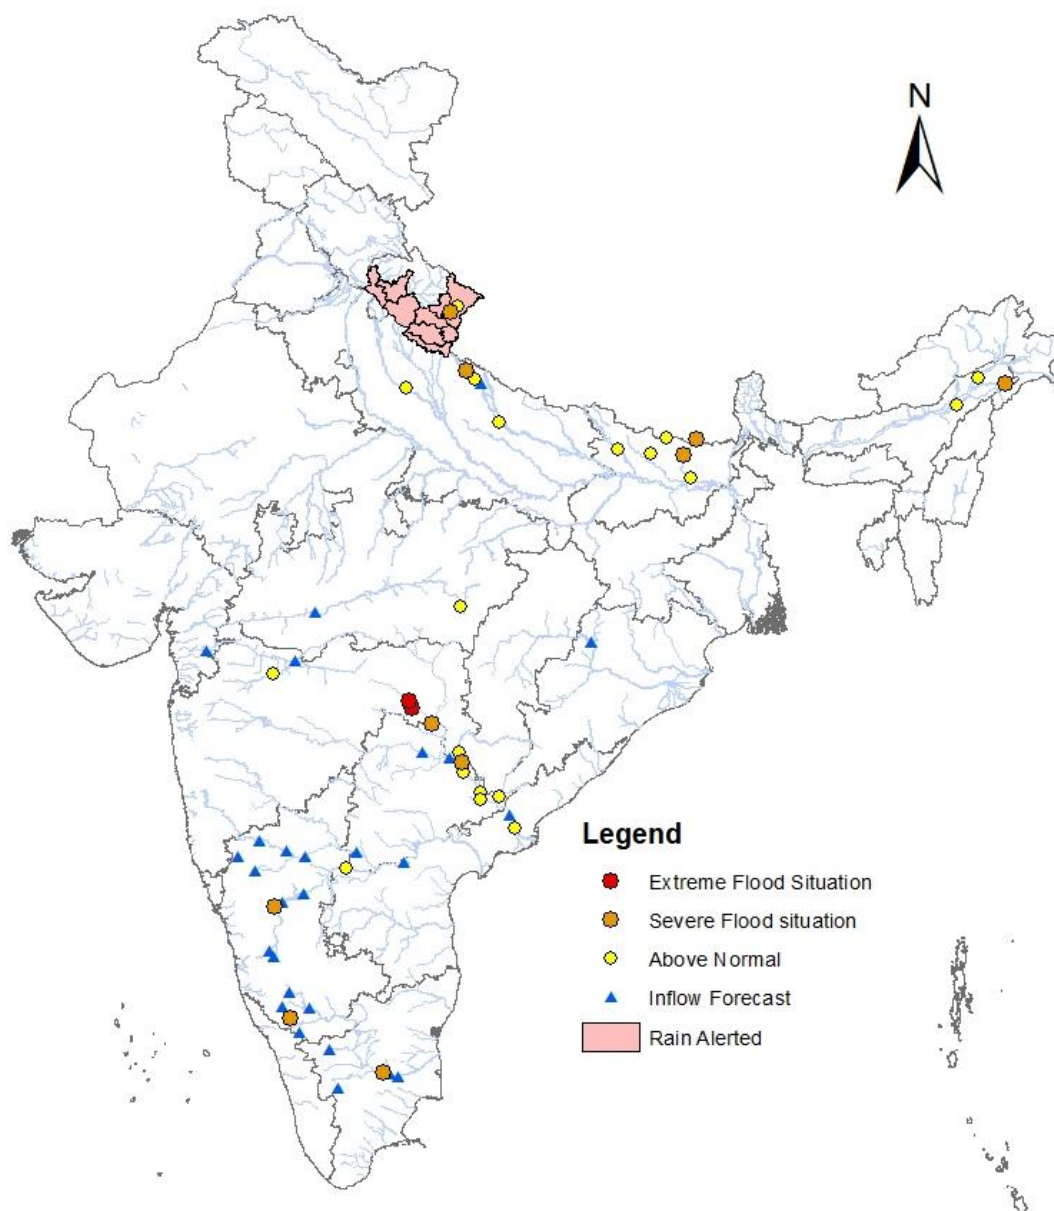 N
Legend
Extreme Flood Situation
Severe Flood situation
Above Normal
Inflow Forecast
Rain Alerted